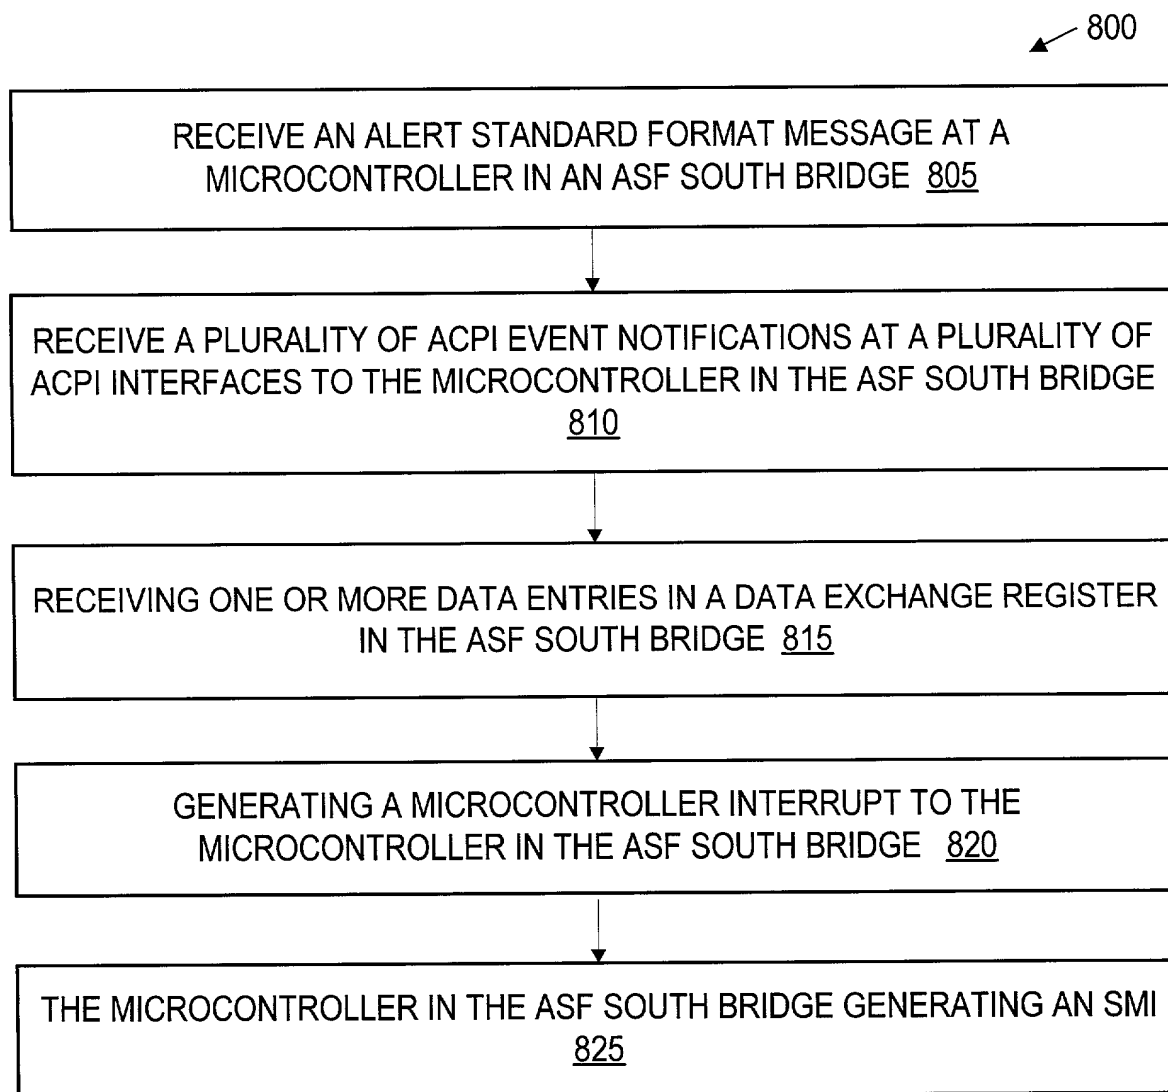 800
RECEIVE AN ALERT STANDARD FORMAT MESSAGE AT A
MICROCONTROLLER IN AN ASF SOUTH BRIDGE 805
RECEIVE A PLURALITY OF ACPI EVENT NOTIFICATIONS AT A PLURALITY OF
ACPI INTERFACES TO THE MICROCONTROLLER IN THE ASF SOUTH BRIDGE
810
RECEIVING ONE OR MORE DATA ENTRIES IN A DATA EXCHANGE REGISTER
IN THE ASF SOUTH BRIDGE 815
GENERATING A MICROCONTROLLER INTERRUPT TO THE
MICROCONTROLLER IN THE ASF SOUTH BRIDGE 820
THE MICROCONTROLLER IN THE ASF SOUTH BRIDGE GENERATING AN SMI
825